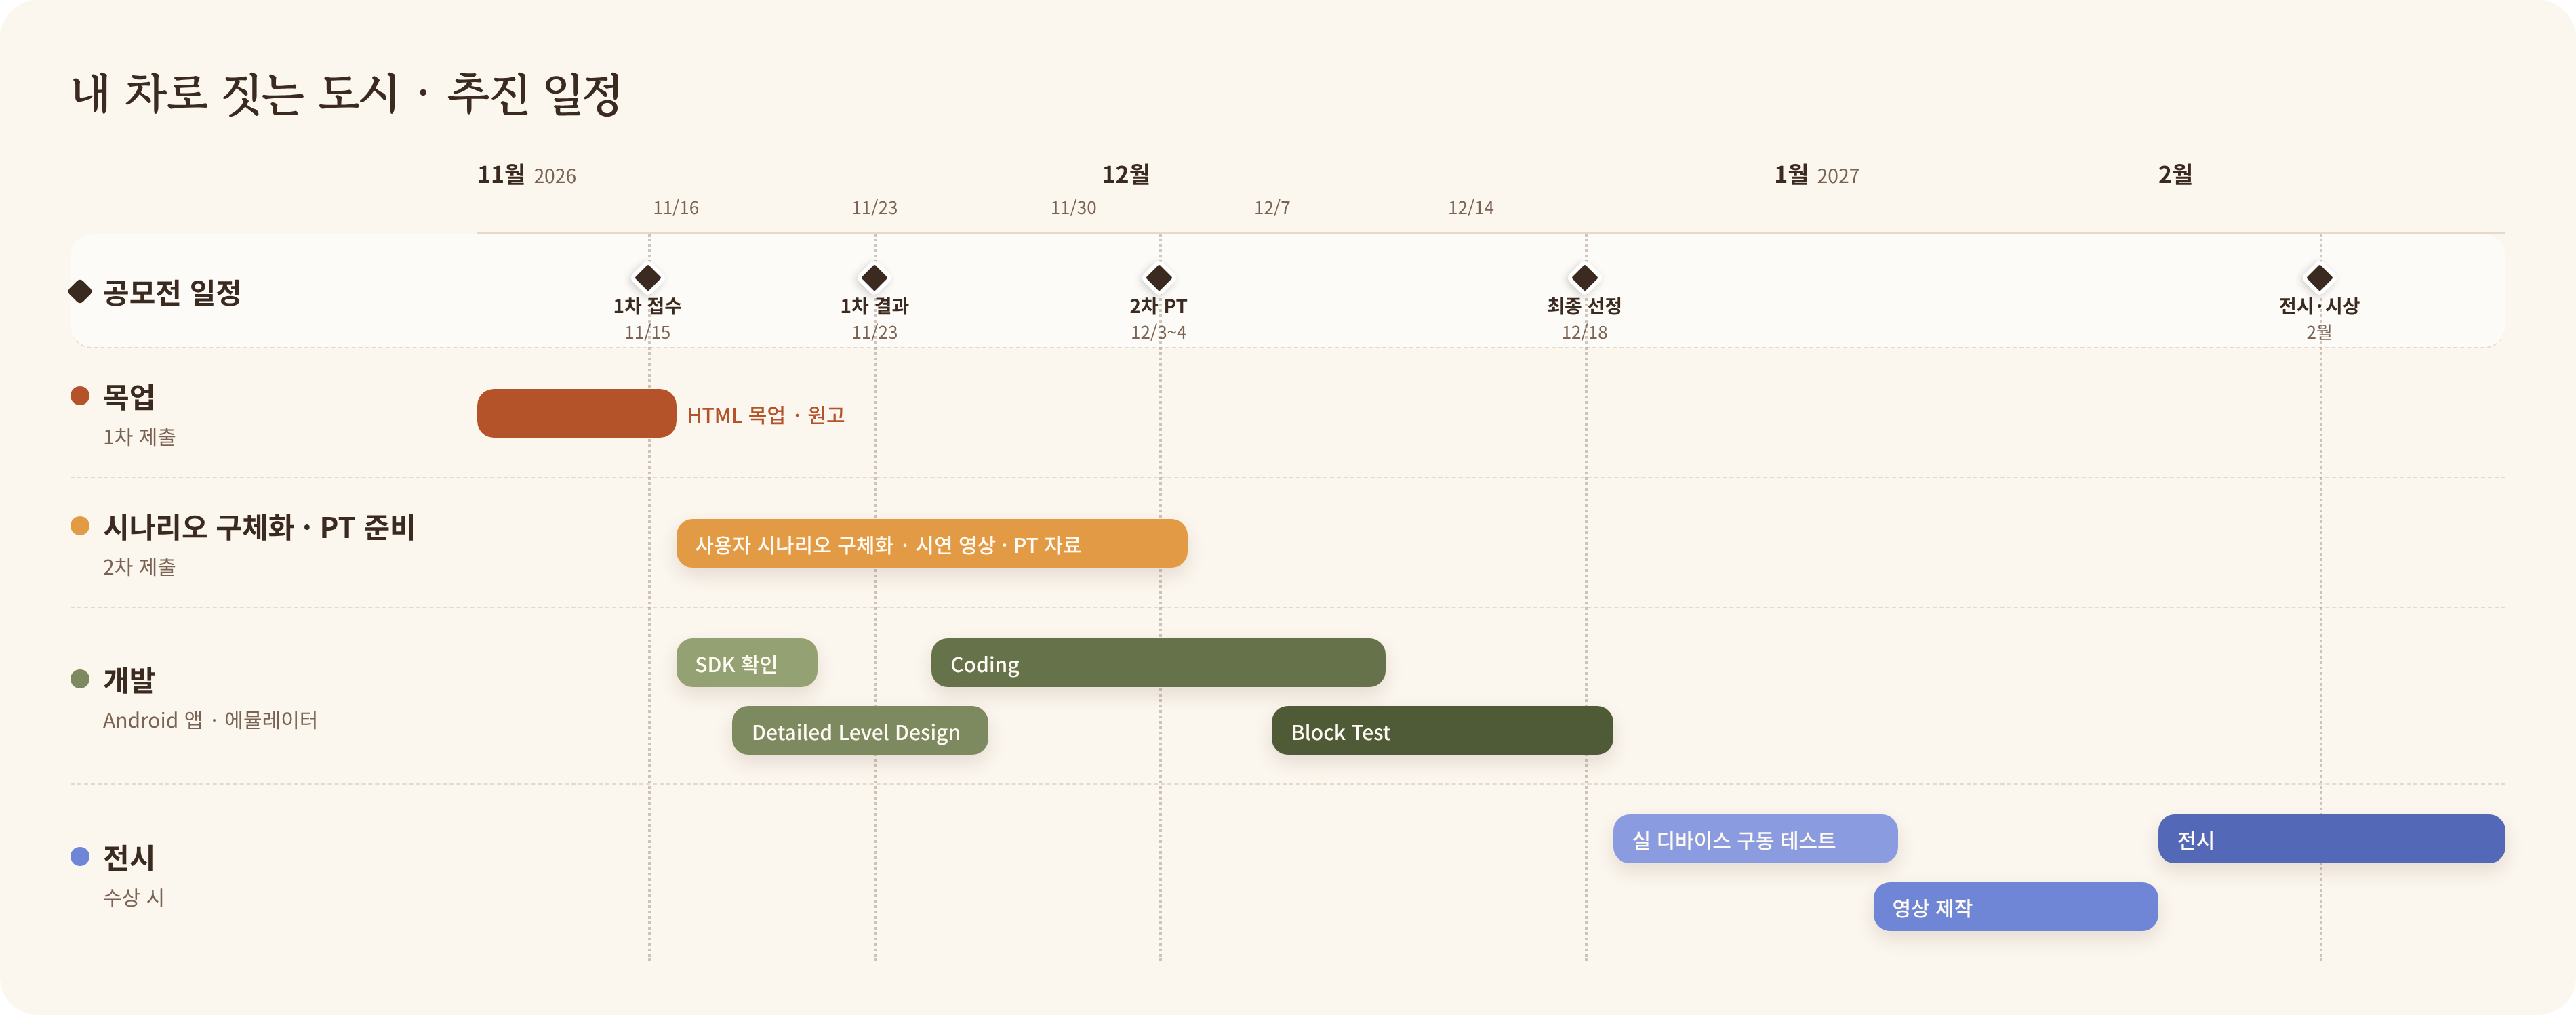 내 차로 짓는 도시 · 추진 일정
11월 2026
12월
1월 2027
2월
11/16
11/23
11/30
12/7
12/14
공모전 일정
1차 접수
11/15
1차 결과
11/23
2차 PT
12/3~4
최종 선정
12/18
전시·시상
2월
목업
1차 제출
HTML 목업 · 원고
시나리오 구체화 · PT 준비
2차 제출
사용자 시나리오 구체화 · 시연 영상 · PT 자료
개발
Android 앱 · 에뮬레이터
SDK 확인
Coding
Detailed Level Design
Block Test
전시
수상 시
실 디바이스 구동 테스트
전시
영상 제작